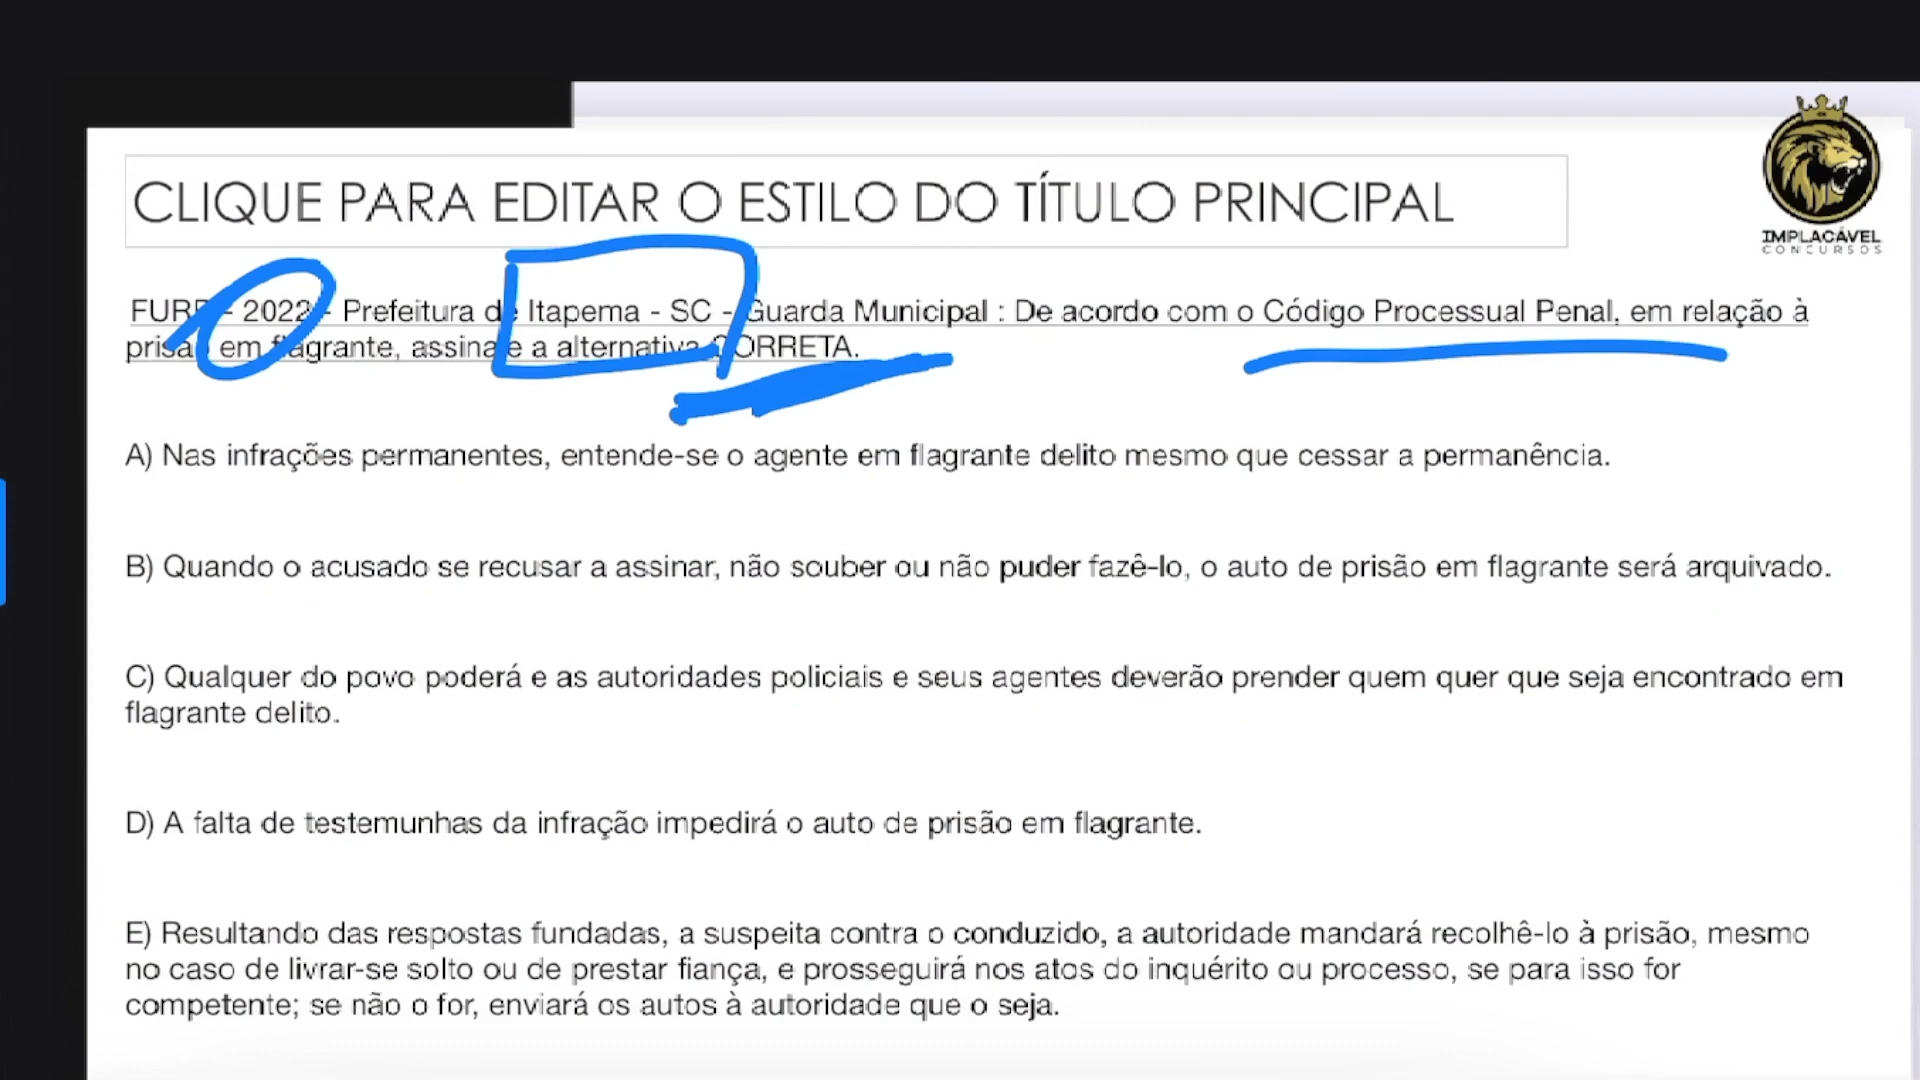 CLIQUE PARA EDITAR O ESTILO DO TÍTULO PRINCIPAL
IMPLACÁVEL
CONCURSOS
2022 - Prefeitura de Itapema - SC - Guarda Municipal : De acordo com o Código Processual Penal, em relação à
prisão em flagrante, assinale a alternativa CORRETA.
A) Nas infrações permanentes, entende-se o agente em flagrante delito mesmo que cessar a permanência.
B) Quando o acusado se recusar a assinar, não souber ou não puder fazê-lo, o auto de prisão em flagrante será arquivado.
C) Qualquer do povo poderá e as autoridades policiais e seus agentes deverão prender quem quer que seja encontrado em
flagrante delito.
D) A falta de testemunhas da infração impedirá o auto de prisão em flagrante.
E) Resultando das respostas fundadas, a suspeita contra o conduzido, a autoridade mandará recolhê-lo à prisão, mesmo
no caso de livrar-se solto ou de prestar fiança, e prosseguirá nos atos do inquérito ou processo, se para isso for
competente; se não o for, enviará os autos à autoridade que o seja.